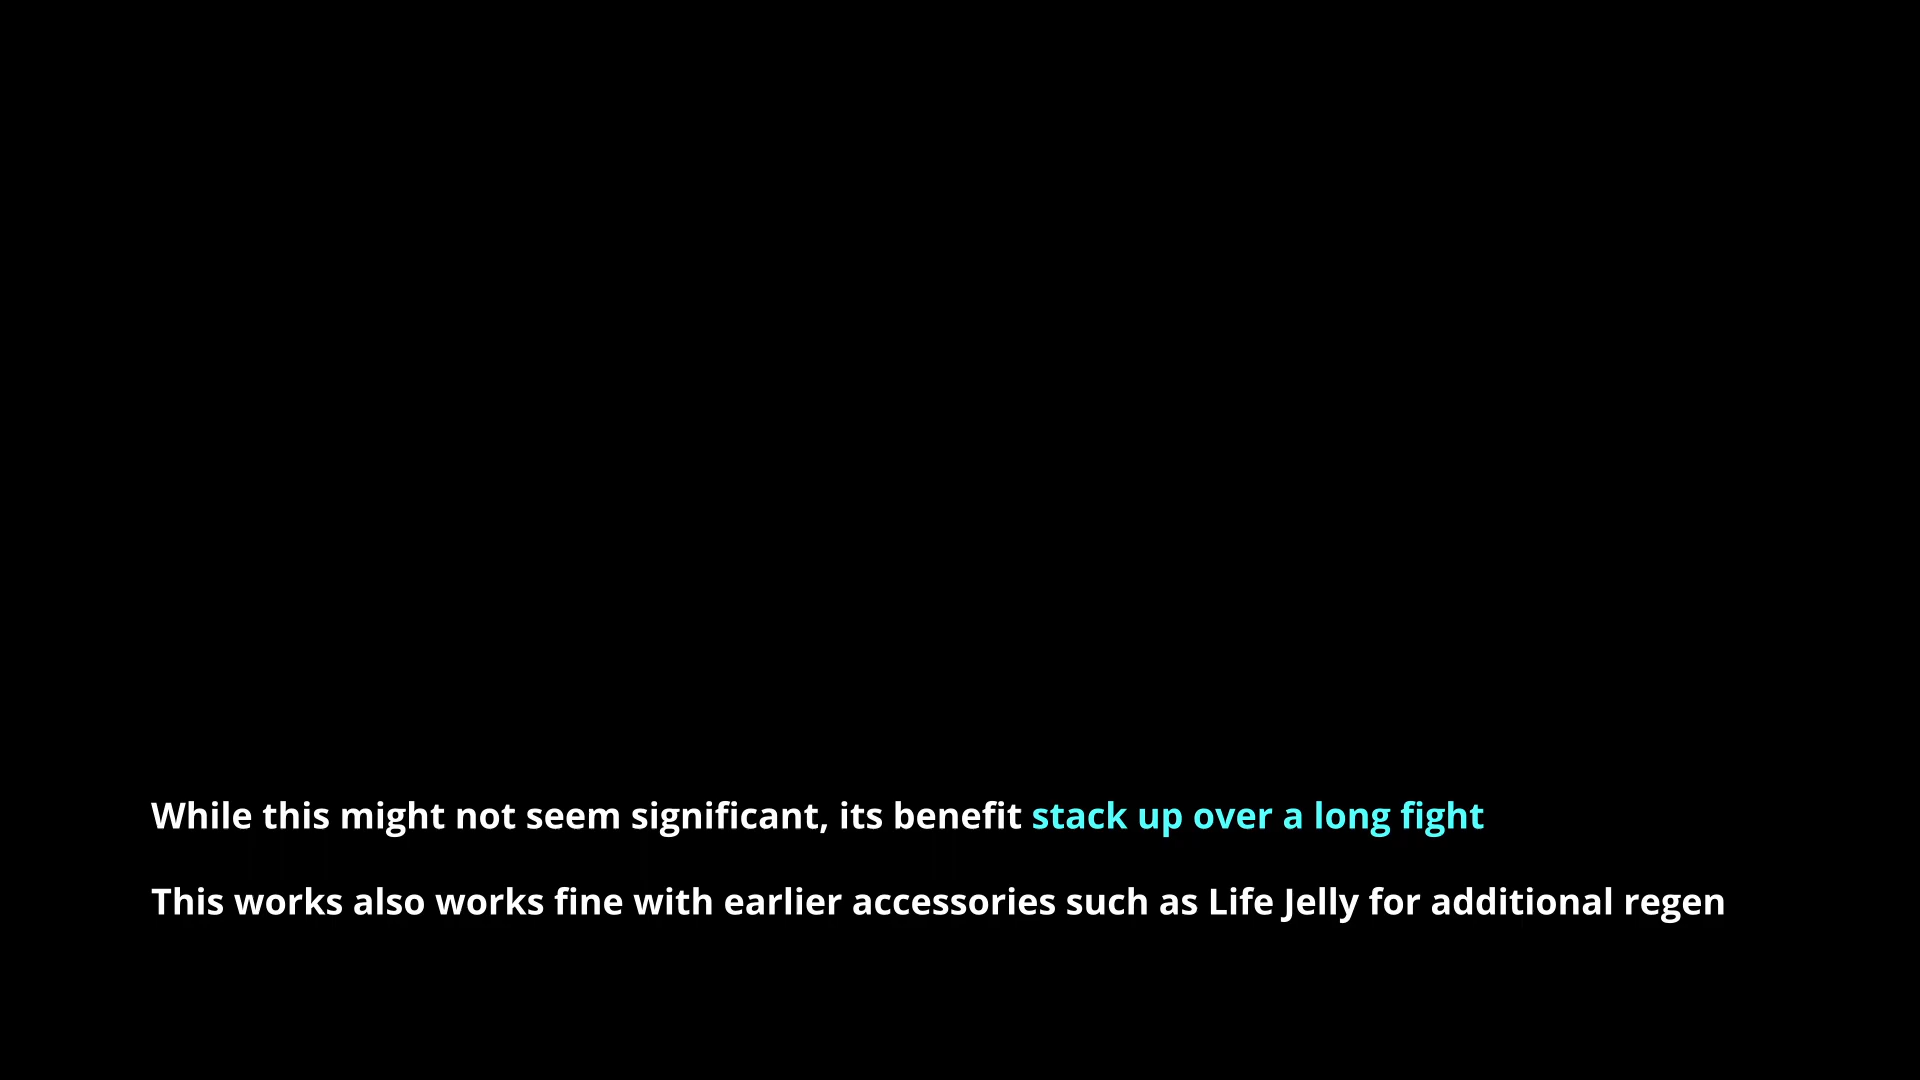 While this might not seem significant, its benefit stack up over a long fight
This works also works fine with earlier accessories such as Life Jelly for additional regen